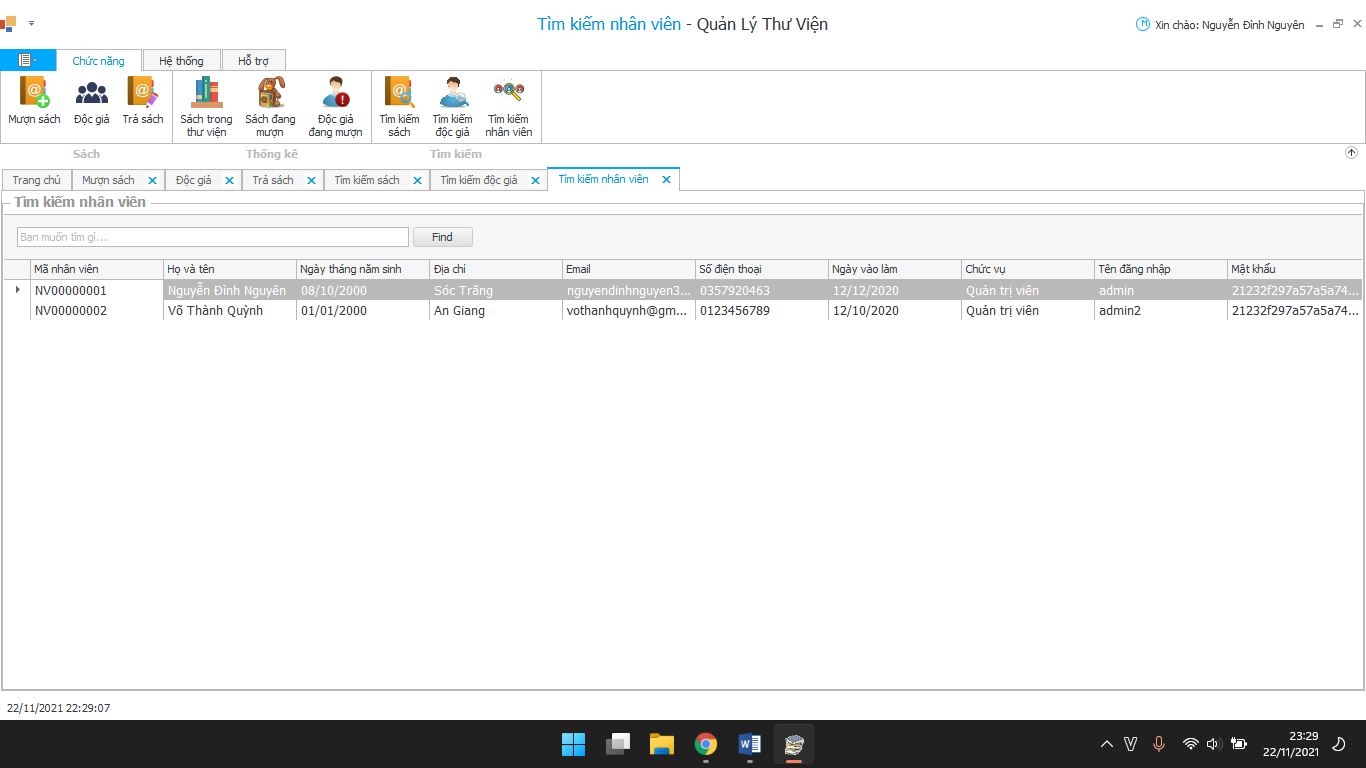 Tìm kiếm nhân viên - Quản Lý Thư Viện
Xin chào: Nguyễn Đình Nguyên
Chức năng Hệ thống Hỗ trợ
Mượn sách Độc giả Trả sách Sách trong thư viện Sách đang mượn Độc giả đang mượn Tìm kiếm sách Tìm kiếm độc giả Tìm kiếm nhân viên
Sách Thống kê Tìm kiếm
Trang chủ Mượn sách Độc giả Trả sách Tìm kiếm sách Tìm kiếm độc giả Tìm kiếm nhân viên
Tìm kiếm nhân viên
Bạn muốn tìm gì... Find
Mã nhân viên Họ và tên Ngày tháng năm sinh Địa chỉ Email Số điện thoại Ngày vào làm Chức vụ Tên đăng nhập Mật khẩu
NV00000001 Nguyễn Đình Nguyên 08/10/2000 Sóc Trăng nguyendinhnguyen3... 0357920463 12/12/2020 Quản trị viên admin 21232f297a57a5a74...
NV00000002 Võ Thành Quỳnh 01/01/2000 An Giang vothanhquynh@gm... 0123456789 12/10/2020 Quản trị viên admin2 21232f297a57a5a74...
22/11/2021 22:29:07
23:29
22/11/2021